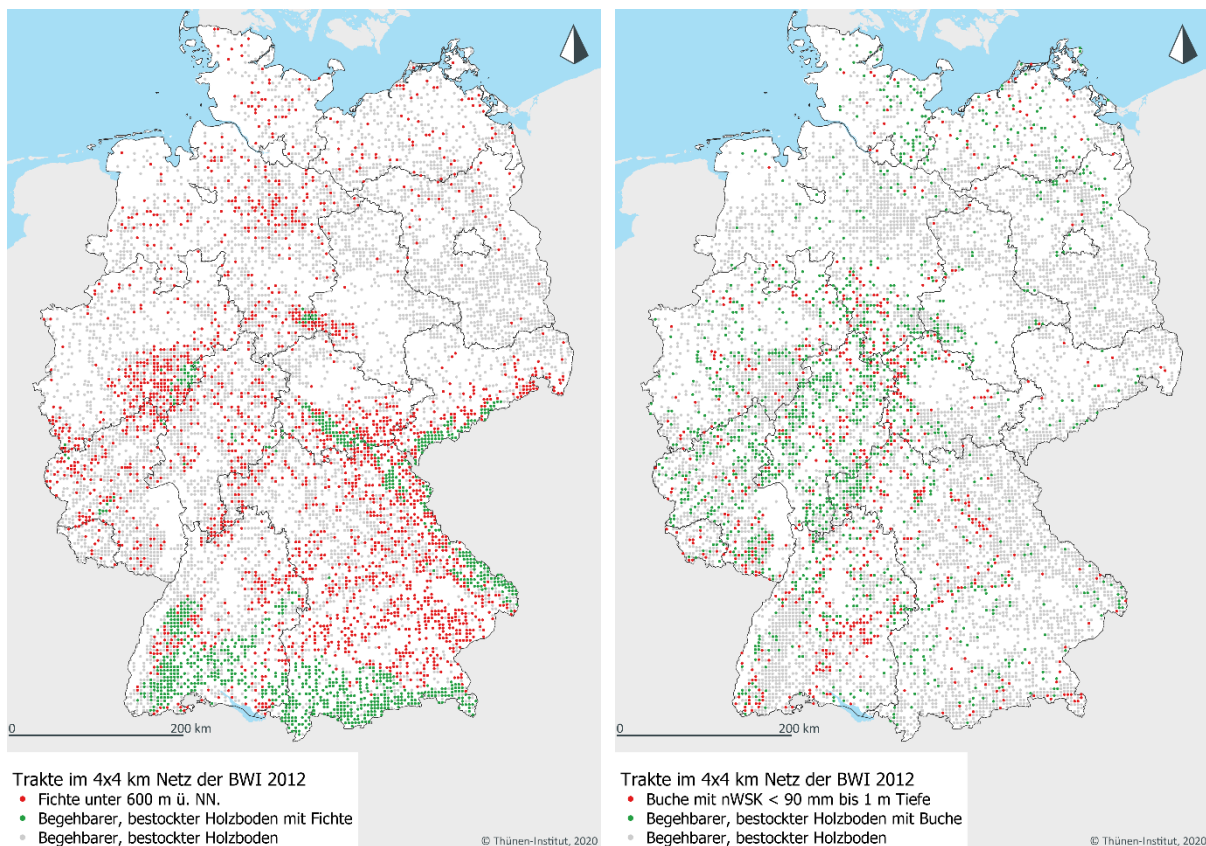 0
200 km
Trakte im 4x4 km Netz der BWI 2012
Fichte unter 600 m ü. NN.
Begehbarer, bestockter Holzboden mit Fichte
Begehbarer, bestockter Holzboden
© Thünen-Institut, 2020
0
200 km
Trakte im 4x4 km Netz der BWI 2012
Buche mit nWSK < 90 mm bis 1 m Tiefe
Begehbarer, bestockter Holzboden mit Buche
Begehbarer, bestockter Holzboden
© Thünen-Institut, 2020